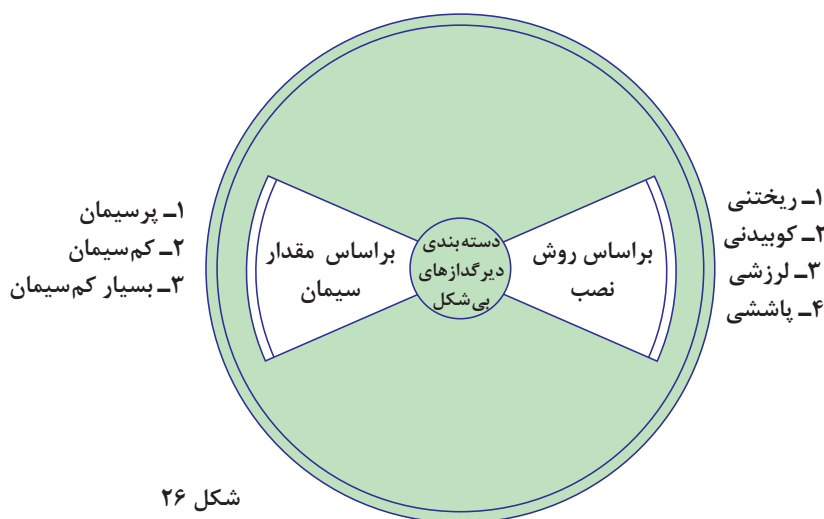 ۱ـ ریختنی
۲ـ کوبیدنی
۳ـ لرزشی
۴ـ پاششی
براساس روش
نصب
دسته‌بندی
دیرگدازهای
بی‌شکل
براساس مقدار
سیمان
۱ـ پرسیمان
۲ـ کم‌سیمان
۳ـ بسیار کم‌سیمان
شکل ۲۶